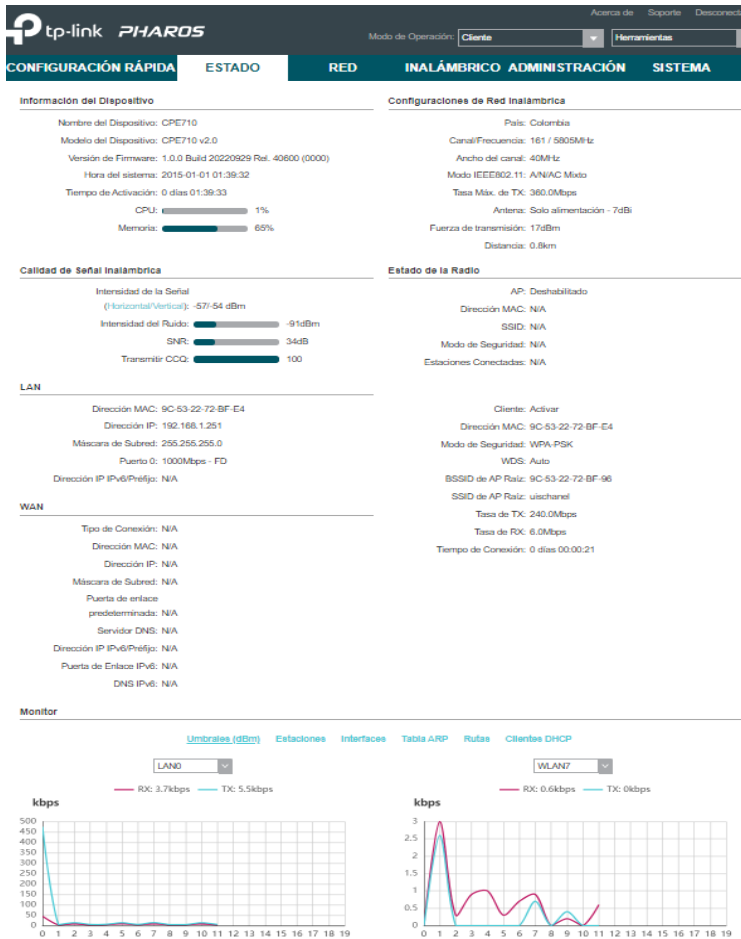 Acerca de Soporte Desconect
tp-link PHAROS
Modo de Operación: Cliente Herramientas
CONFIGURACIÓN RÁPIDA ESTADO RED INALÁMBRICO ADMINISTRACIÓN SISTEMA
Información del Dispositivo
Nombre del Dispositivo: CPE710
Modelo del Dispositivo: CPE710 v2.0
Versión de Firmware: 1.0.0 Build 20220929 Rel. 40600 (0000)
Hora del sistema: 2015-01-01 01:39:32
Tiempo de Activación: 0 días 01:39:33
CPU: 1%
Memoria: 65%
Configuraciones de Red Inalámbrica
País: Colombia
Canal/Frecuencia: 161 / 5805MHz
Ancho del canal: 40MHz
Modo IEEE802.11: A/N/AC Mixto
Tasa Máx. de TX: 360.0Mbps
Antena: Solo alimentación - 7dBi
Fuerza de transmisión: 17dBm
Distancia: 0.8km
Calidad de Señal Inalámbrica
Intensidad de la Señal
(Horizontal/Vertical): -57/-54 dBm
Intensidad del Ruido: -91dBm
SNR: 34dB
Transmitir CCQ: 100
Estado de la Radio
AP: Deshabilitado
Dirección MAC: N/A
SSID: N/A
Modo de Seguridad: N/A
Estaciones Conectadas: N/A
LAN
Dirección MAC: 9C-53-22-72-BF-E4
Dirección IP: 192.168.1.251
Máscara de Subred: 255.255.255.0
Puerto 0: 1000Mbps - FD
Dirección IP IPv6/Préfijo: N/A
Cliente: Activar
Dirección MAC: 9C-53-22-72-BF-E4
Modo de Seguridad: WPA-PSK
WDS: Auto
BSSID de AP Raíz: 9C-53-22-72-BF-96
SSID de AP Raíz: uischanel
Tasa de TX: 240.0Mbps
Tasa de RX: 6.0Mbps
Tiempo de Conexión: 0 días 00:00:21
WAN
Tipo de Conexión: N/A
Dirección MAC: N/A
Dirección IP: N/A
Máscara de Subred: N/A
Puerta de enlace
predeterminada: N/A
Servidor DNS: N/A
Dirección IP IPv6/Préfijo: N/A
Puerta de Enlace IPv6: N/A
DNS IPv6: N/A
Monitor
Umbrales (dBm) Estaciones Interfaces Tabla ARP Rutas Clientes DHCP
LAN0
RX: 3.7kbps TX: 5.5kbps
kbps
500
450
400
350
300
250
200
150
100
50
0
0 1 2 3 4 5 6 7 8 9 10 11 12 13 14 15 16 17 18 19
WLAN7
RX: 0.6kbps TX: 0kbps
kbps
3
2.5
2
1.5
1
0.5
0
0 1 2 3 4 5 6 7 8 9 10 11 12 13 14 15 16 17 18 19